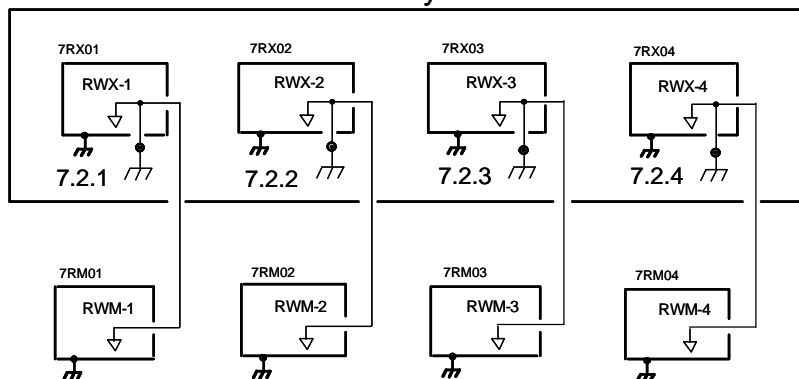 7RX01 7RX02 7RX03 7RX04
RWX-1 RWX-2 RWX-3 RWX-4
7.2.1 7.2.2 7.2.3 7.2.4
7RM01 7RM02 7RM03 7RM04
RWM-1 RWM-2 RWM-3 RWM-4